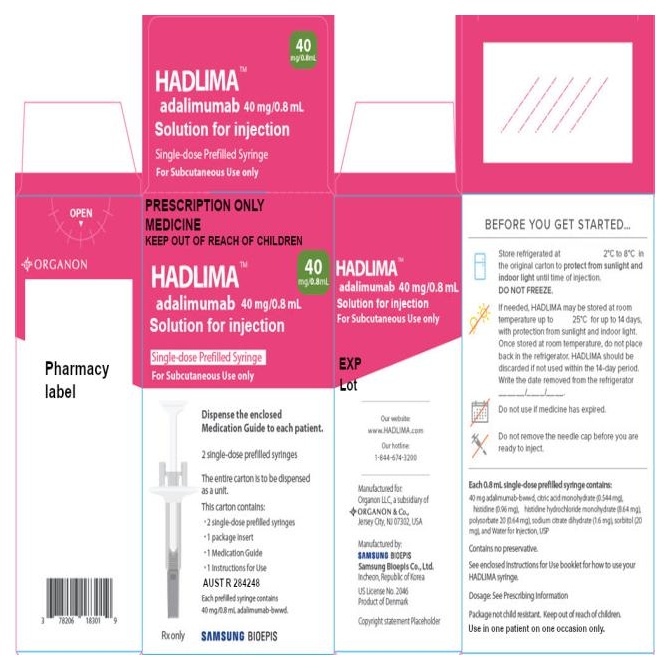 40
mg/0.8mL
HADLIMA™
adalimumab 40 mg/0.8 mL
Solution for injection
Single-dose Prefilled Syringe
For Subcutaneous Use only
OPEN
ORGANON
Pharmacy
label
3 78206 18301 9
PRESCRIPTION ONLY
MEDICINE
KEEP OUT OF REACH OF CHILDREN
HADLIMA™
40
mg/0.8mL
adalimumab 40 mg/0.8 mL
Solution for injection
Single-dose Prefilled Syringe
For Subcutaneous Use only
Dispense the enclosed
Medication Guide to each patient.
2 single-dose prefilled syringes
The entire carton is to be dispensed
as a unit.
This carton contains:
• 2 single-dose prefilled syringes
• 1 package insert
• 1 Medication Guide
• 1 Instructions for Use
AUST R 284248
Each prefilled syringe contains
40 mg/0.8 mL adalimumab-bwwd.
Rx only SAMSUNG BIOEPIS
HADLIMA™
adalimumab 40 mg/0.8 mL
Solution for injection
For Subcutaneous Use only
EXP
Lot
Our website:
www.HADLIMA.com
Our hotline:
1-844-674-3200
Manufactured for:
Organon LLC, a subsidiary of
ORGANON & Co.,
Jersey City, NJ 07302, USA
Manufactured by:
SAMSUNG BIOEPIS
Samsung Bioepis Co., Ltd.
Incheon, Republic of Korea
US License No. 2046
Product of Denmark
Copyright statement Placeholder
BEFORE YOU GET STARTED...
Store refrigerated at 2°C to 8°C in
the original carton to protect from sunlight and
indoor light until time of injection.
DO NOT FREEZE.
If needed, HADLIMA may be stored at room
temperature up to 25°C for up to 14 days,
with protection from sunlight and indoor light.
Once stored at room temperature, do not place
back in the refrigerator. HADLIMA should be
discarded if not used within the 14-day period.
Write the date removed from the refrigerator
______/_____/_____.
Do not use if medicine has expired.
Do not remove the needle cap before you are
ready to inject.
Each 0.8 mL single-dose prefilled syringe contains:
40 mg adalimumab-bwwd, citric acid monohydrate (0.544 mg),
histidine (0.96 mg), histidine hydrochloride monohydrate (8.64 mg),
polysorbate 20 (0.64 mg), sodium citrate dihydrate (1.6 mg), sorbitol (20
mg), and Water for Injection, USP
Contains no preservative.
See enclosed Instructions for Use booklet for how to use your
HADLIMA syringe.
Dosage: See Prescribing Information
Package not child resistant. Keep out of reach of children.
Use in one patient on one occasion only.